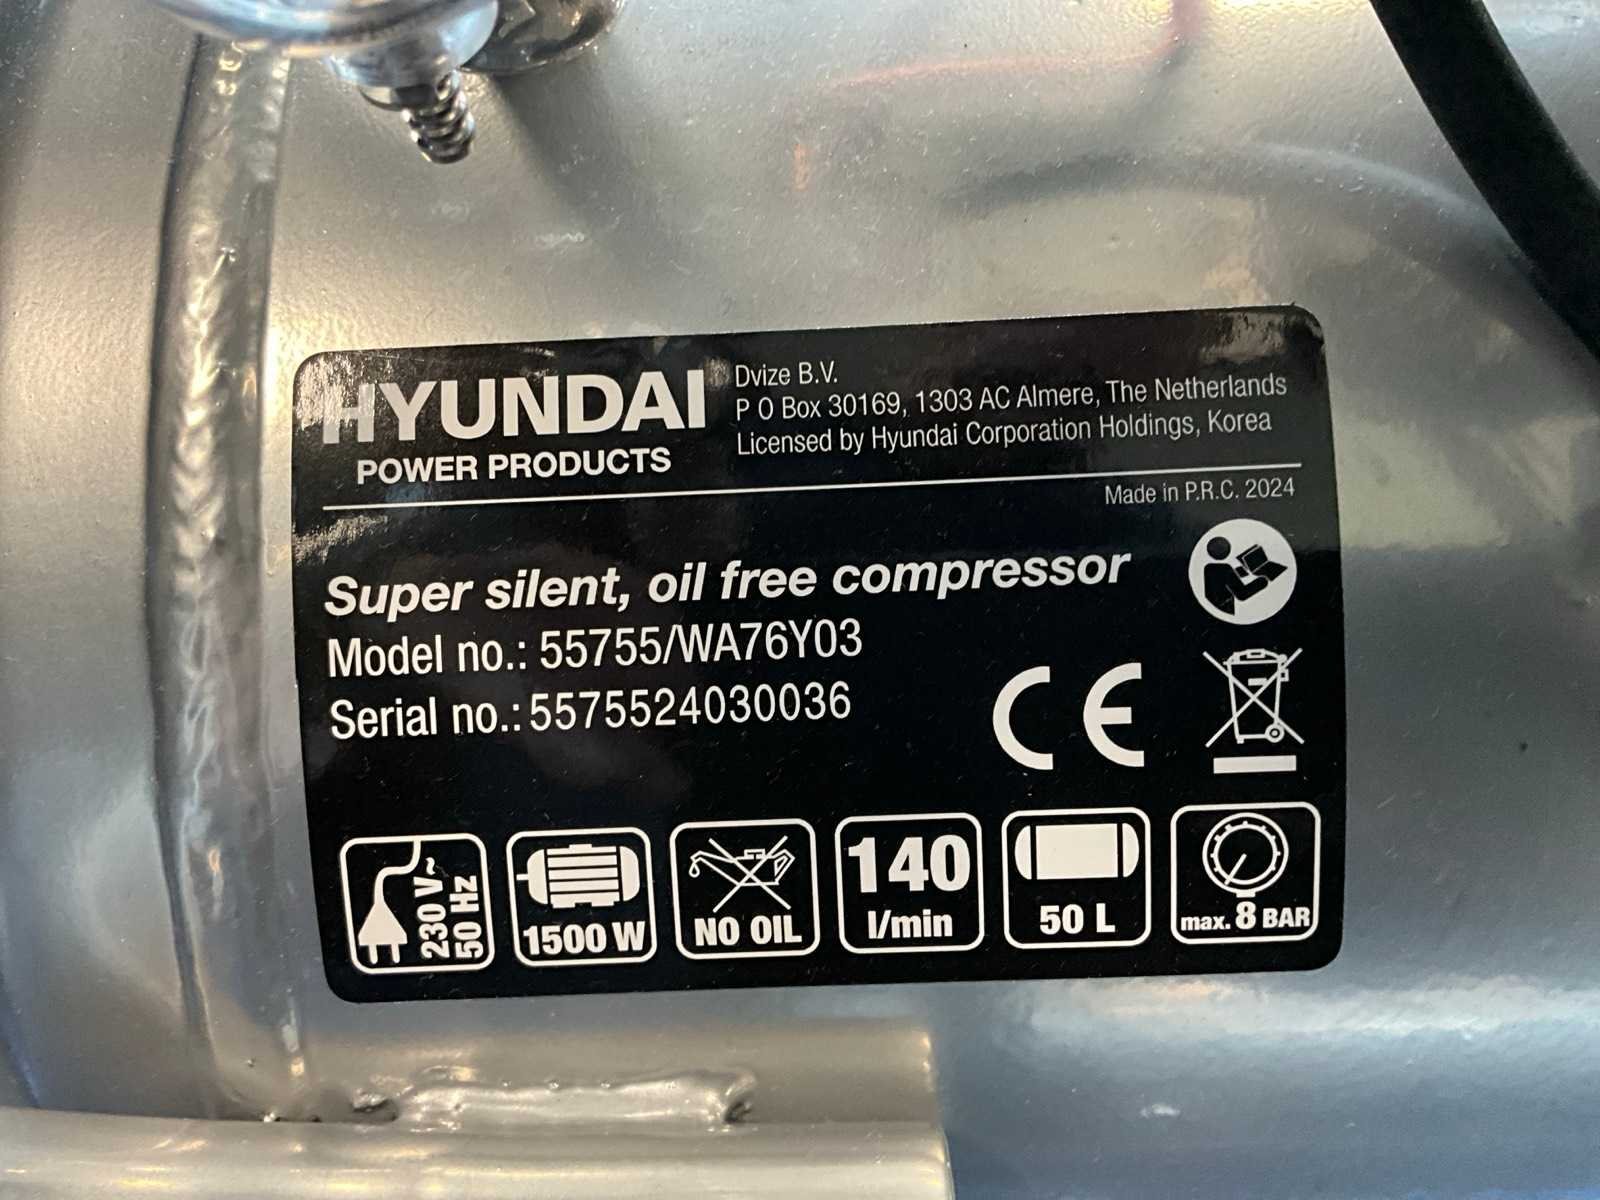 HYUNDAI
POWER PRODUCTS
Dvize B.V.
P O Box 30169, 1303 AC Almere, The Netherlands
Licensed by Hyundai Corporation Holdings, Korea
Made in P.R.C. 2024
Super silent, oil free compressor
Model no.: 55755/WA76Y03
Serial no.: 5575524030036
CE
230 V~
50 Hz
1500 W
NO OIL
140
l/min
50 L
max. 8 BAR